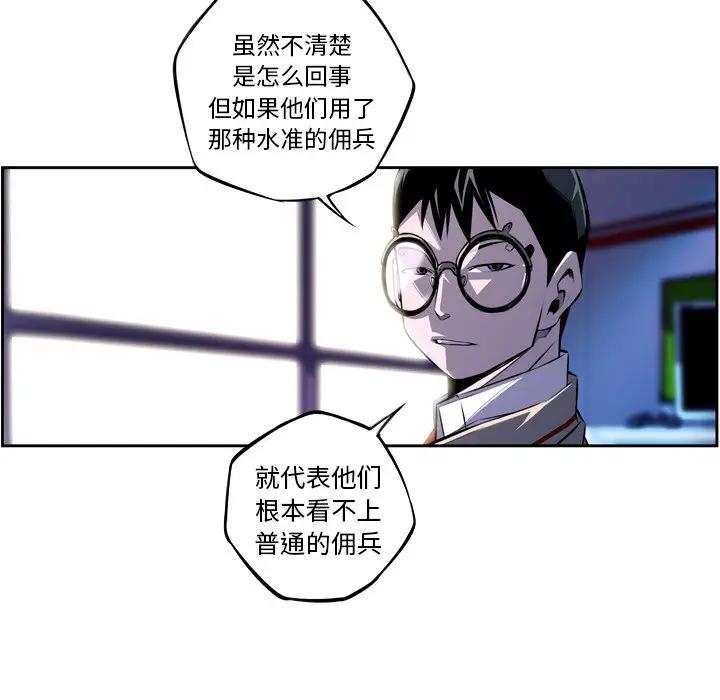 虽然不清楚
是怎么回事
但如果他们用了
那种水准的佣兵
就代表他们
根本看不上
普通的佣兵